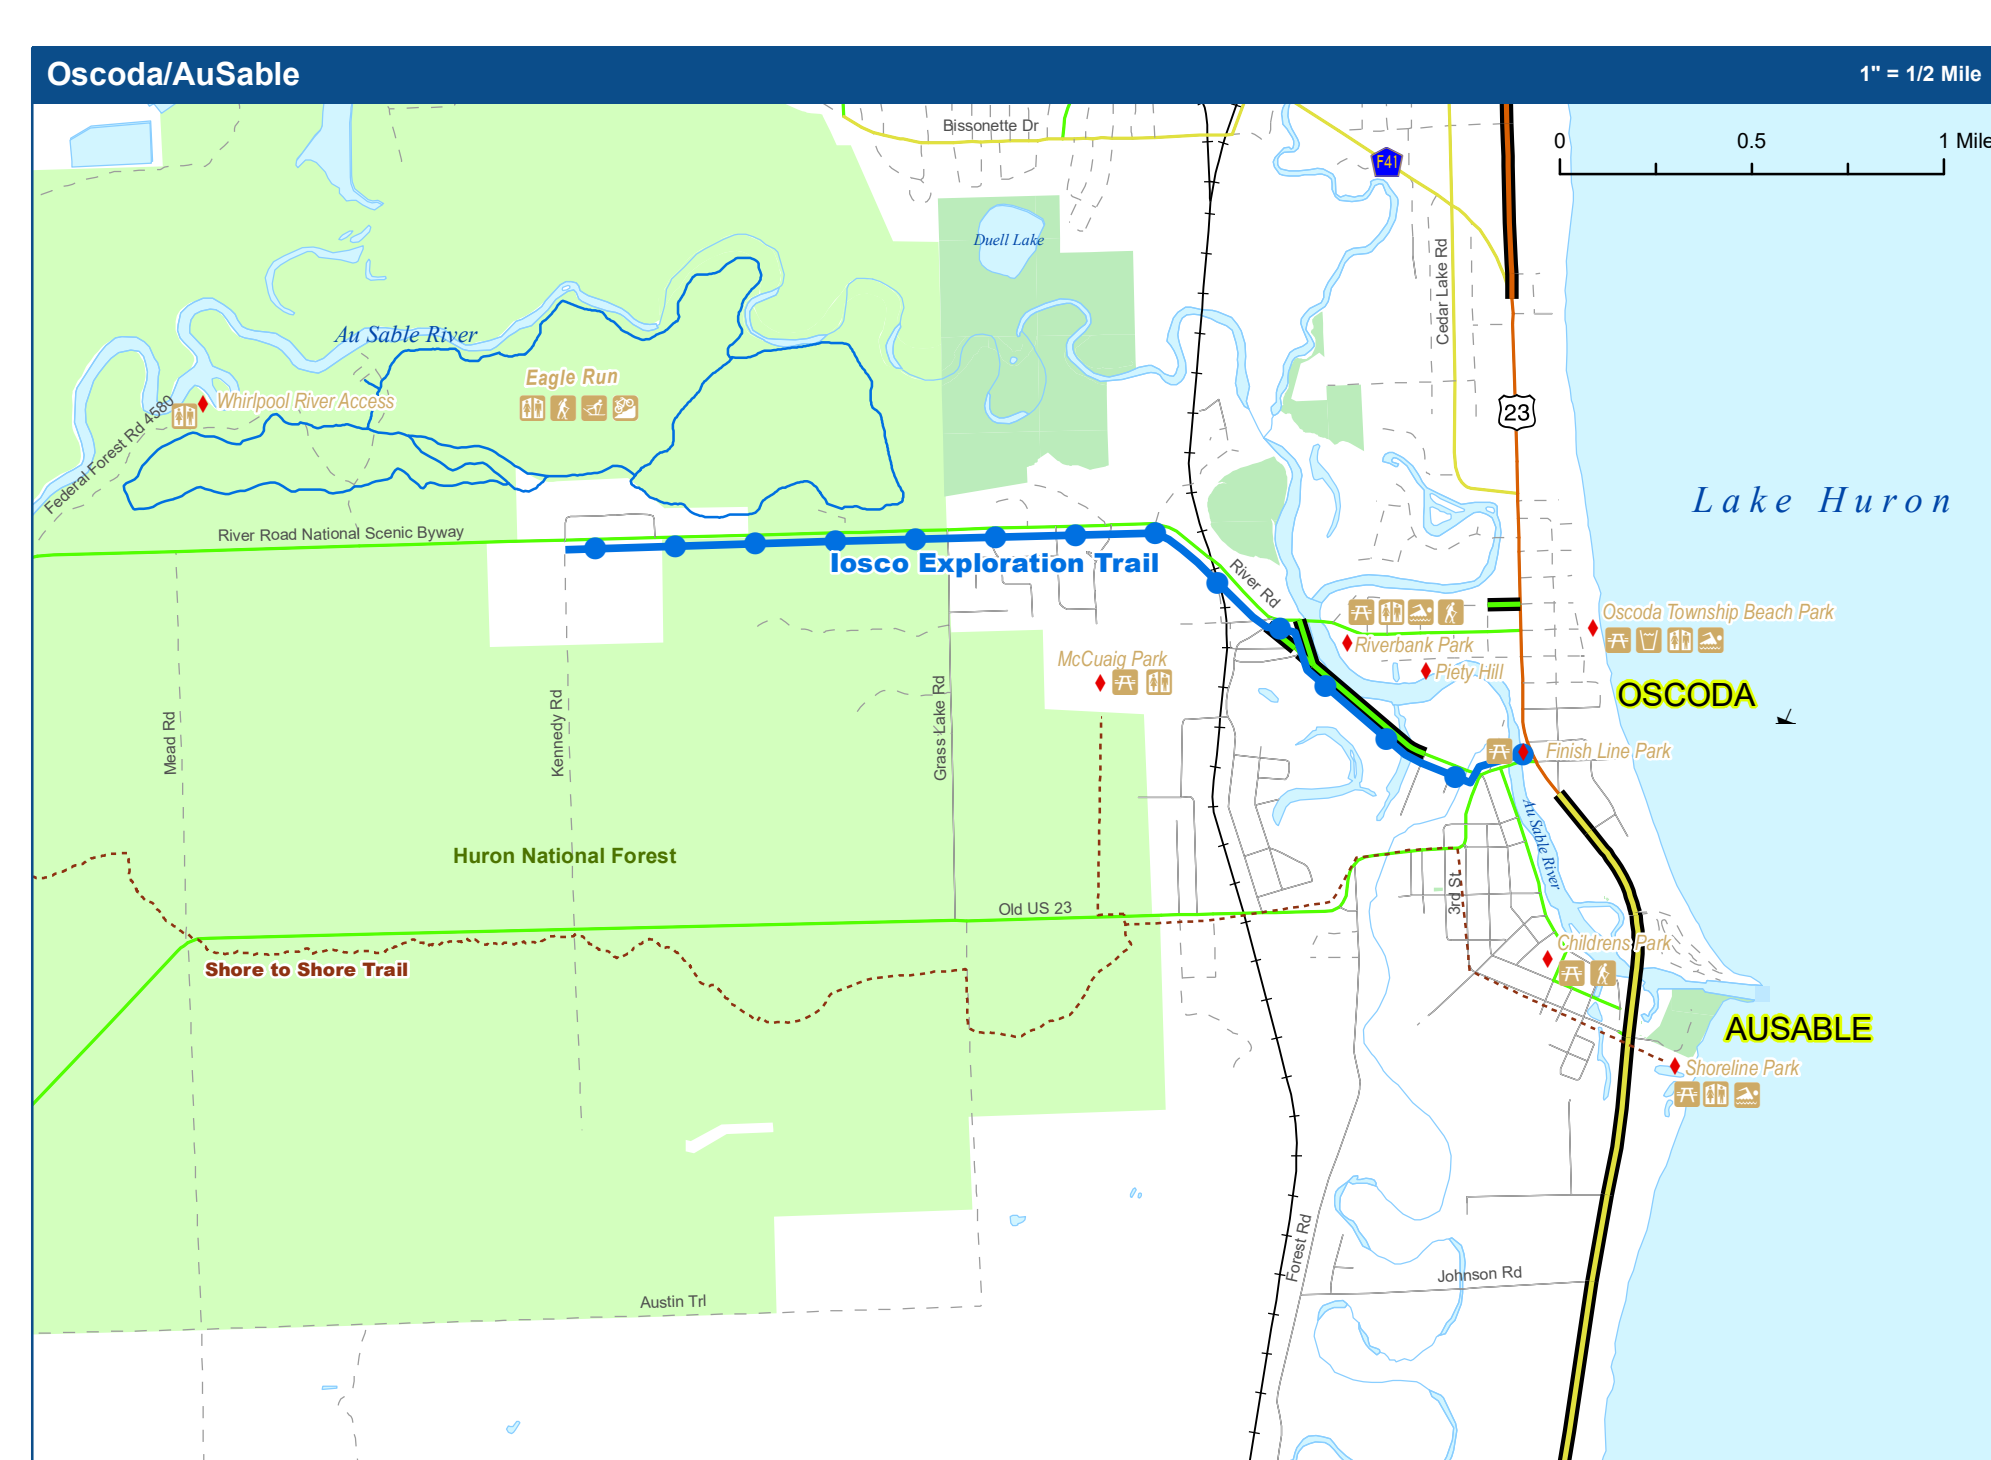 Oscoda/AuSable
1" = 1/2 Mile
Bissonette Dr
0
0.5
1 Mile
F41
Duell Lake
Cedar Lake Rd
Au Sable River
Eagle Run
Whirlpool River Access
Federal Forest Rd 4580
23
Lake Huron
River Road National Scenic Byway
Iosco Exploration Trail
River Rd
Oscoda Township Beach Park
Riverbank Park
McCuaig Park
Piety Hill
OSCODA
Mead Rd
Kennedy Rd
Grass Lake Rd
Finish Line Park
Au Sable River
Huron National Forest
3rd St
Old US 23
Childrens Park
Shore to Shore Trail
AUSABLE
Shoreline Park
Forest Rd
Johnson Rd
Austin Trl